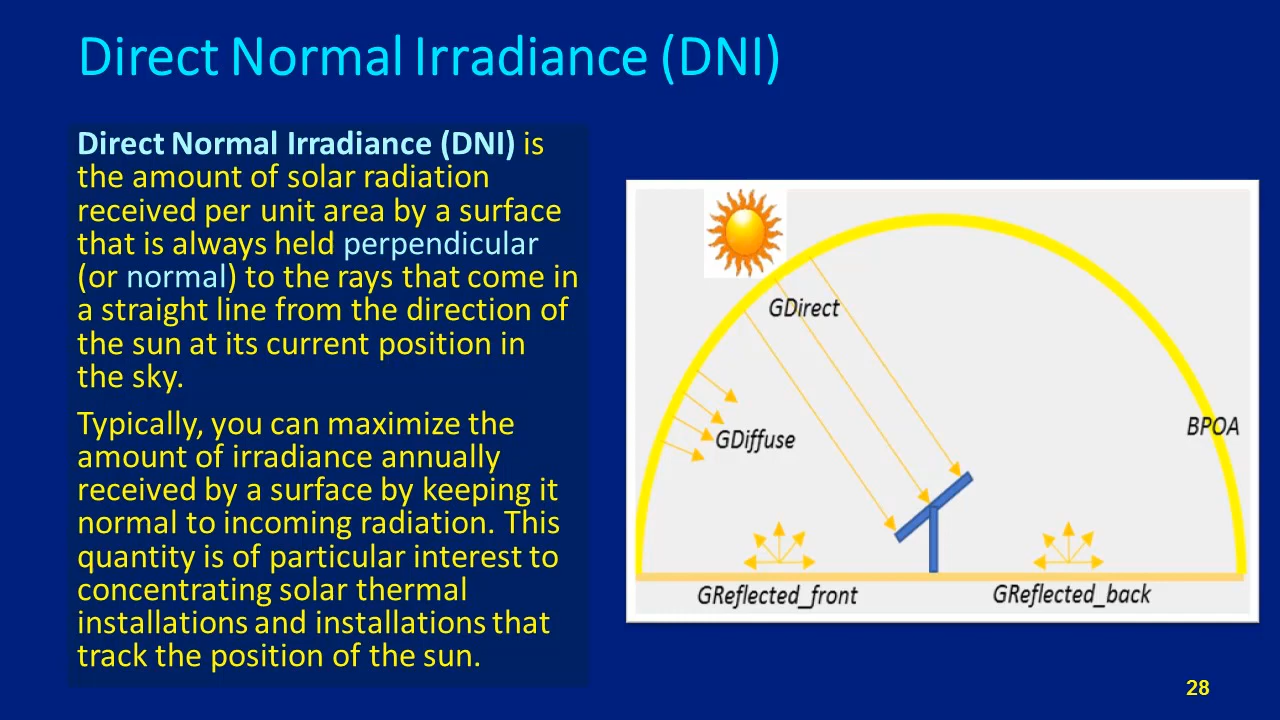 Direct Normal Irradiance (DNI)
Direct Normal Irradiance (DNI) is
the amount of solar radiation
received per unit area by a surface
that is always held perpendicular
(or normal) to the rays that come in
a straight line from the direction of
the sun at its current position in
the sky.
Typically, you can maximize the
amount of irradiance annually
received by a surface by keeping it
normal to incoming radiation. This
quantity is of particular interest to
concentrating solar thermal
installations and installations that
track the position of the sun.
GDirect
BPOA
GDiffuse
GReflected_front
GReflected_back
28